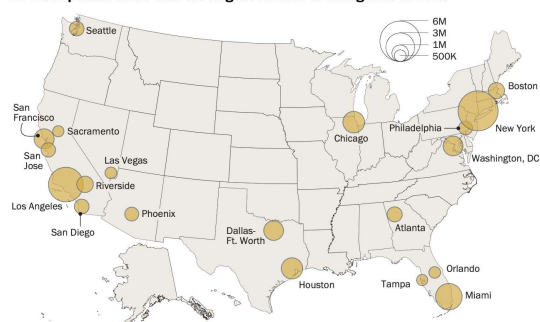 6M
3M
1M
500K
Seattle
Boston
San
Francisco
Sacramento
Philadelphia
New York
Chicago
San
Jose
Las Vegas
Washington, DC
Riverside
Los Angeles
Phoenix
Dallas-
Ft. Worth
Atlanta
San Diego
Houston
Orlando
Tampa
Miami